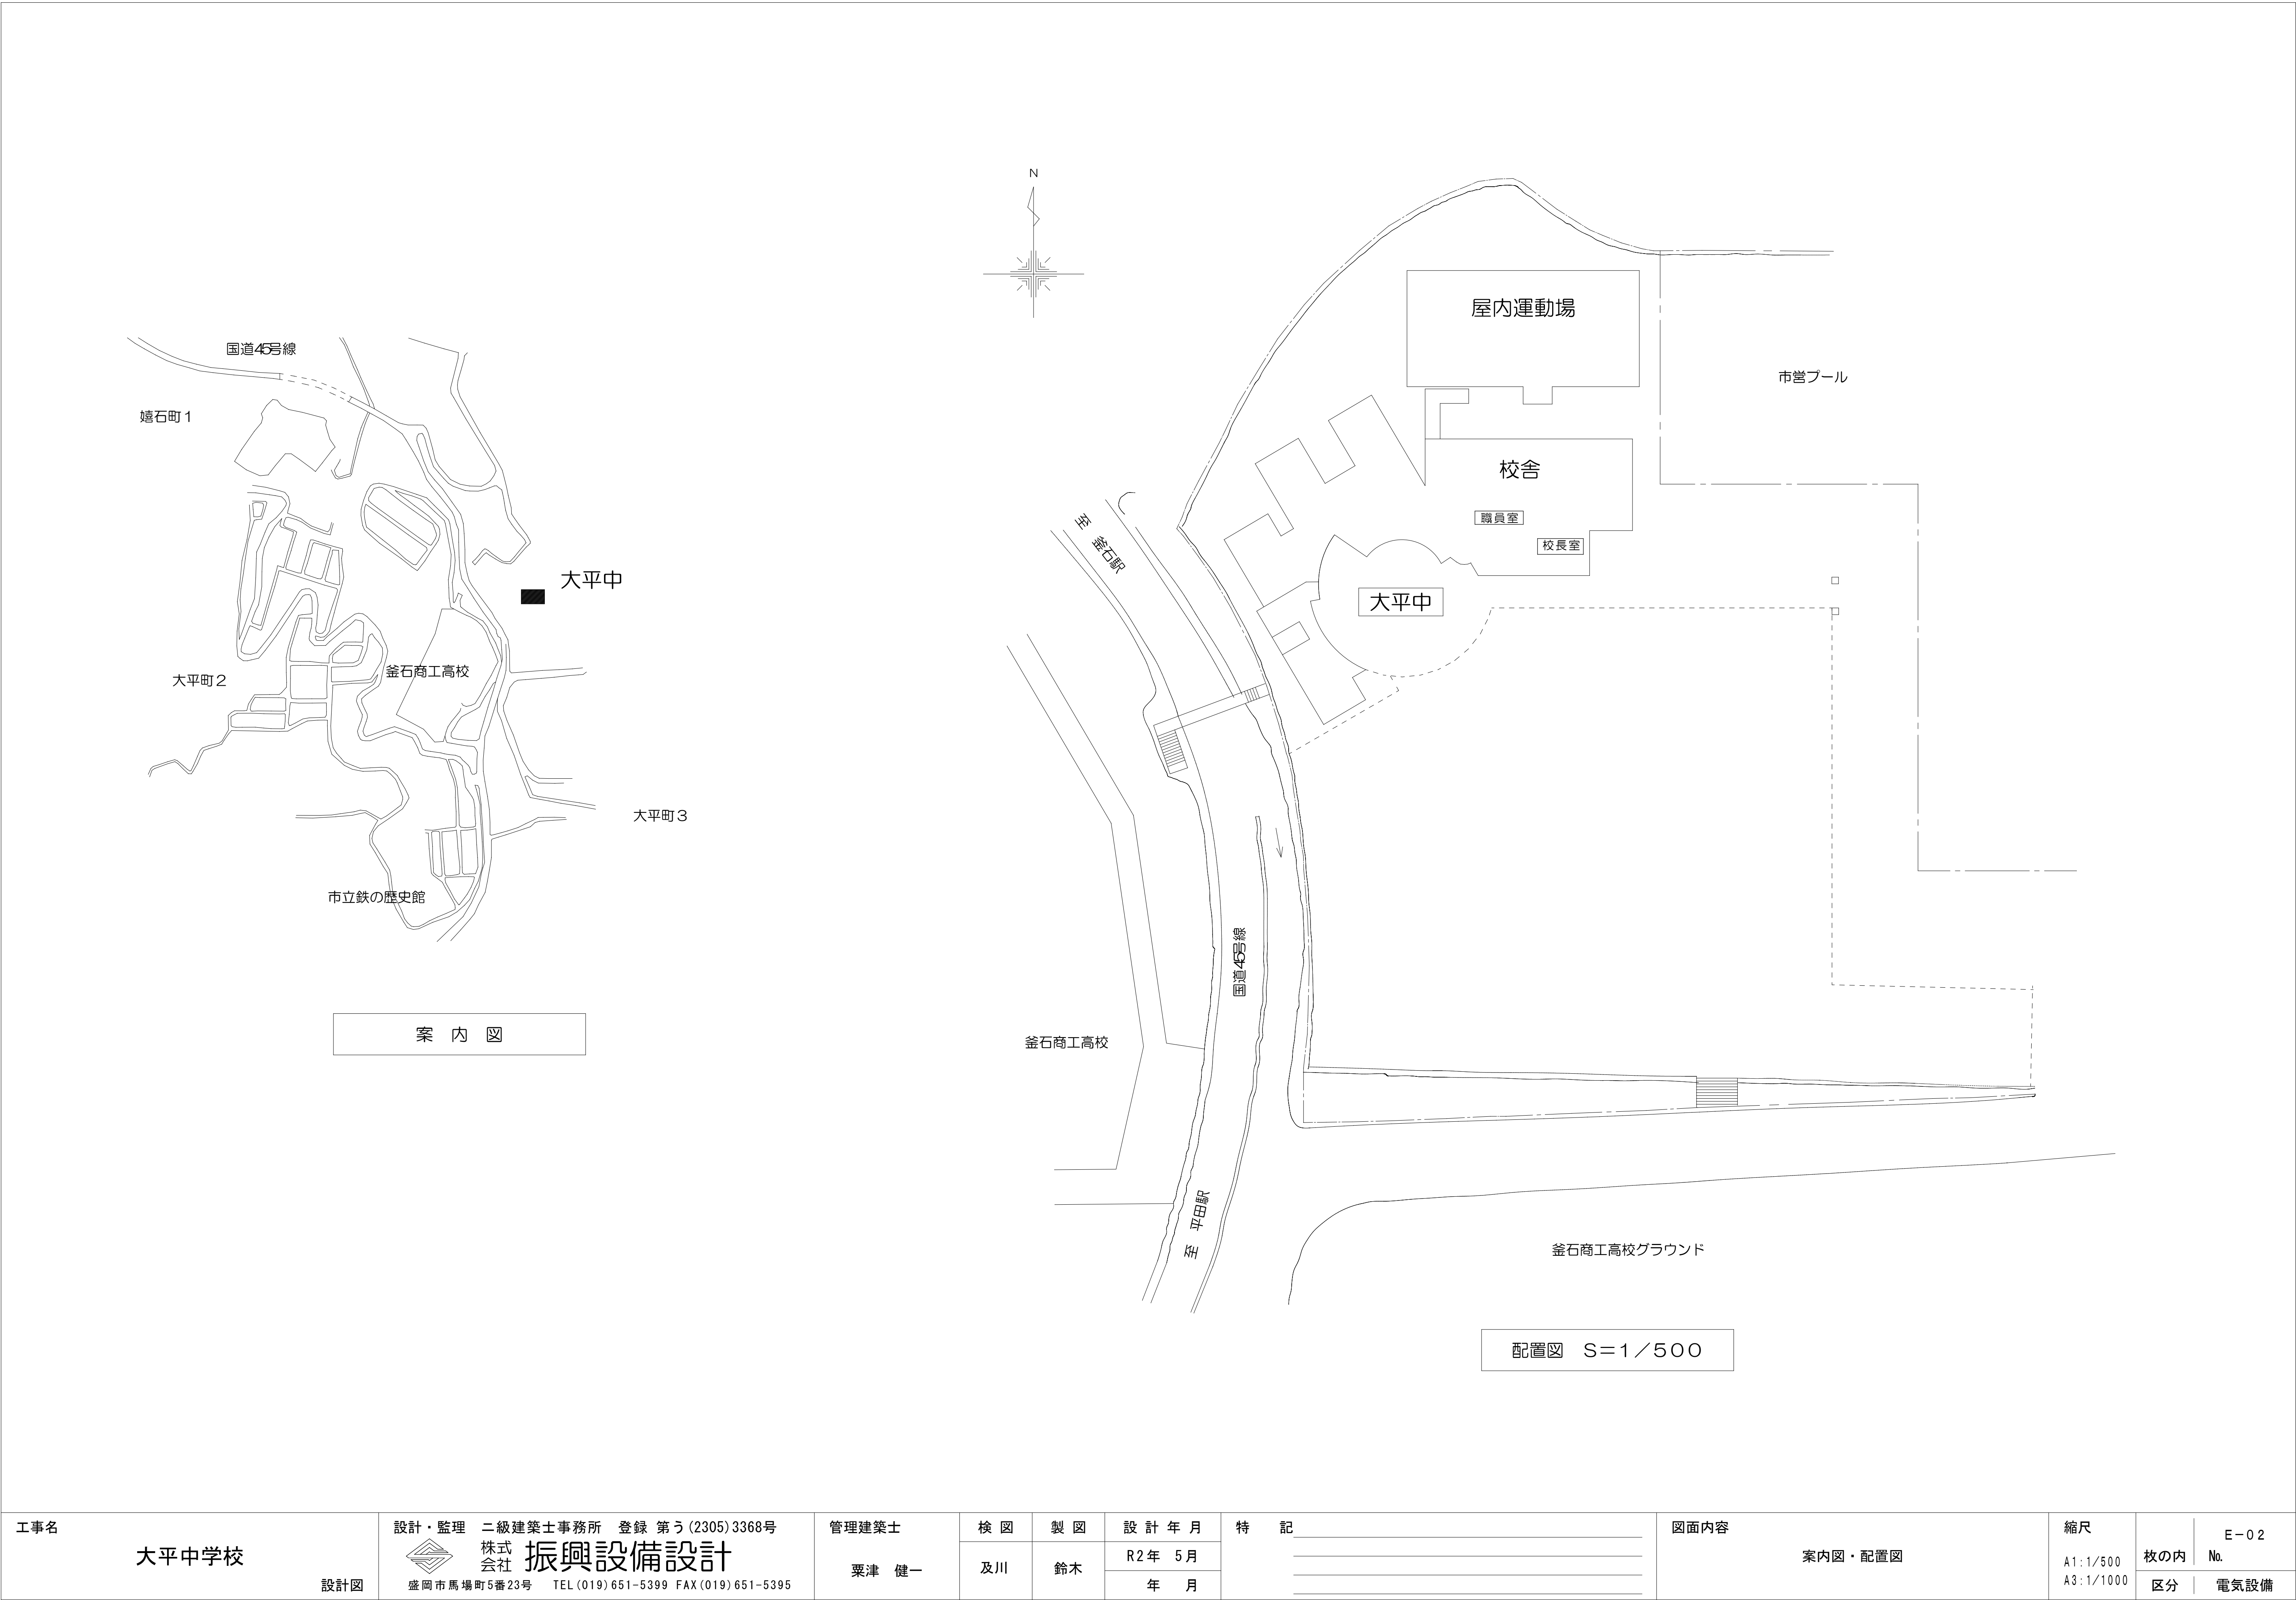 国道45号線
嬉石町1
大平中
釜石商工高校
大平町2
大平町3
市立鉄の歴史館
案 内 図
N
屋内運動場
市営プール
校舎
職員室
校長室
大平中
至 釜石駅
国道45号線
釜石商工高校
至 平田駅
釜石商工高校グラウンド
配置図 S=1/500
工事名
大平中学校
設計図
設計・監理 二級建築士事務所 登録 第う(2305)3368号
株式会社 振興設備設計
盛岡市馬場町5番23号 TEL(019)651-5399 FAX(019)651-5395
管理建築士
粟津 健一
検 図
及川
製 図
鈴木
設 計 年 月
R2年 5月
年 月
特 記
図面内容
案内図・配置図
縮尺
A1:1/500
A3:1/1000
枚の内
E-02
№
区分
電気設備